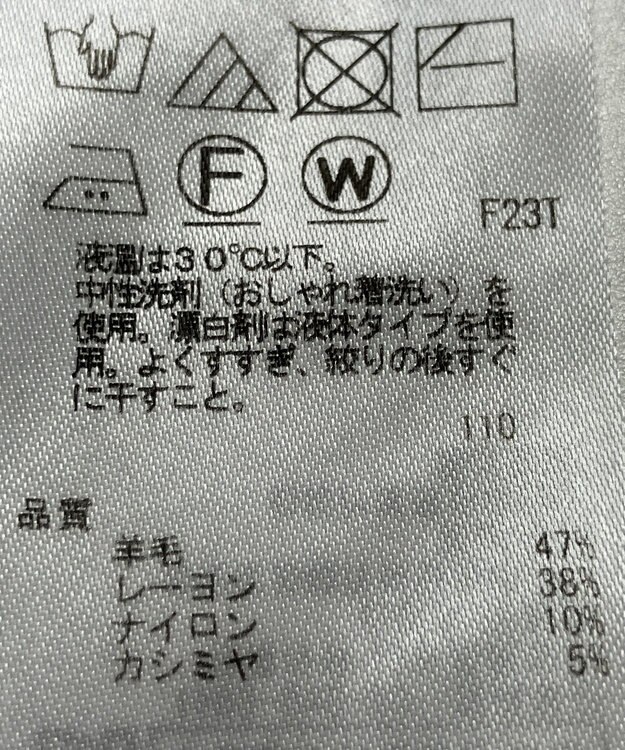 F W
F23T
液温は30℃以下。
中性洗剤（おしゃれ着洗い）を
使用。漂白剤は液体タイプを使
用。よくすすぎ、絞りの後すぐ
に干すこと。
110
品質
羊毛 47%
レーヨン 38%
ナイロン 10%
カシミヤ 5%